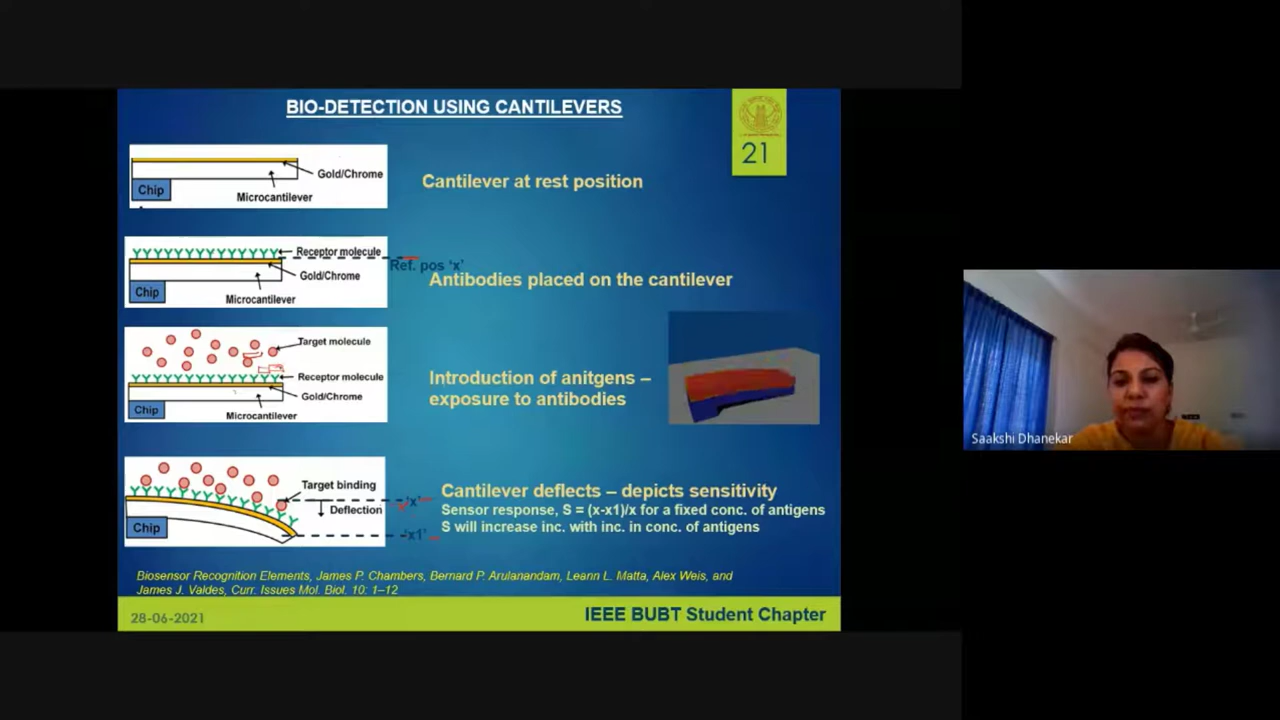 BIO-DETECTION USING CANTILEVERS
21
Gold/Chrome
Chip
Microcantilever
Cantilever at rest position
Receptor molecule
Ref. pos 'x'
Gold/Chrome
Chip
Microcantilever
Antibodies placed on the cantilever
Target molecule
Receptor molecule
Gold/Chrome
Chip
Microcantilever
Introduction of anitgens –
exposure to antibodies
Target binding
'x'
Deflection
Chip
'x1'
Cantilever deflects – depicts sensitivity
Sensor response, S = (x-x1)/x for a fixed conc. of antigens
S will increase inc. with inc. in conc. of antigens
Biosensor Recognition Elements, James P. Chambers, Bernard P. Arulanandam, Leann L. Matta, Alex Weis, and
James J. Valdes, Curr. Issues Mol. Biol. 10: 1–12
28-06-2021
IEEE BUBT Student Chapter
Saakshi Dhanekar